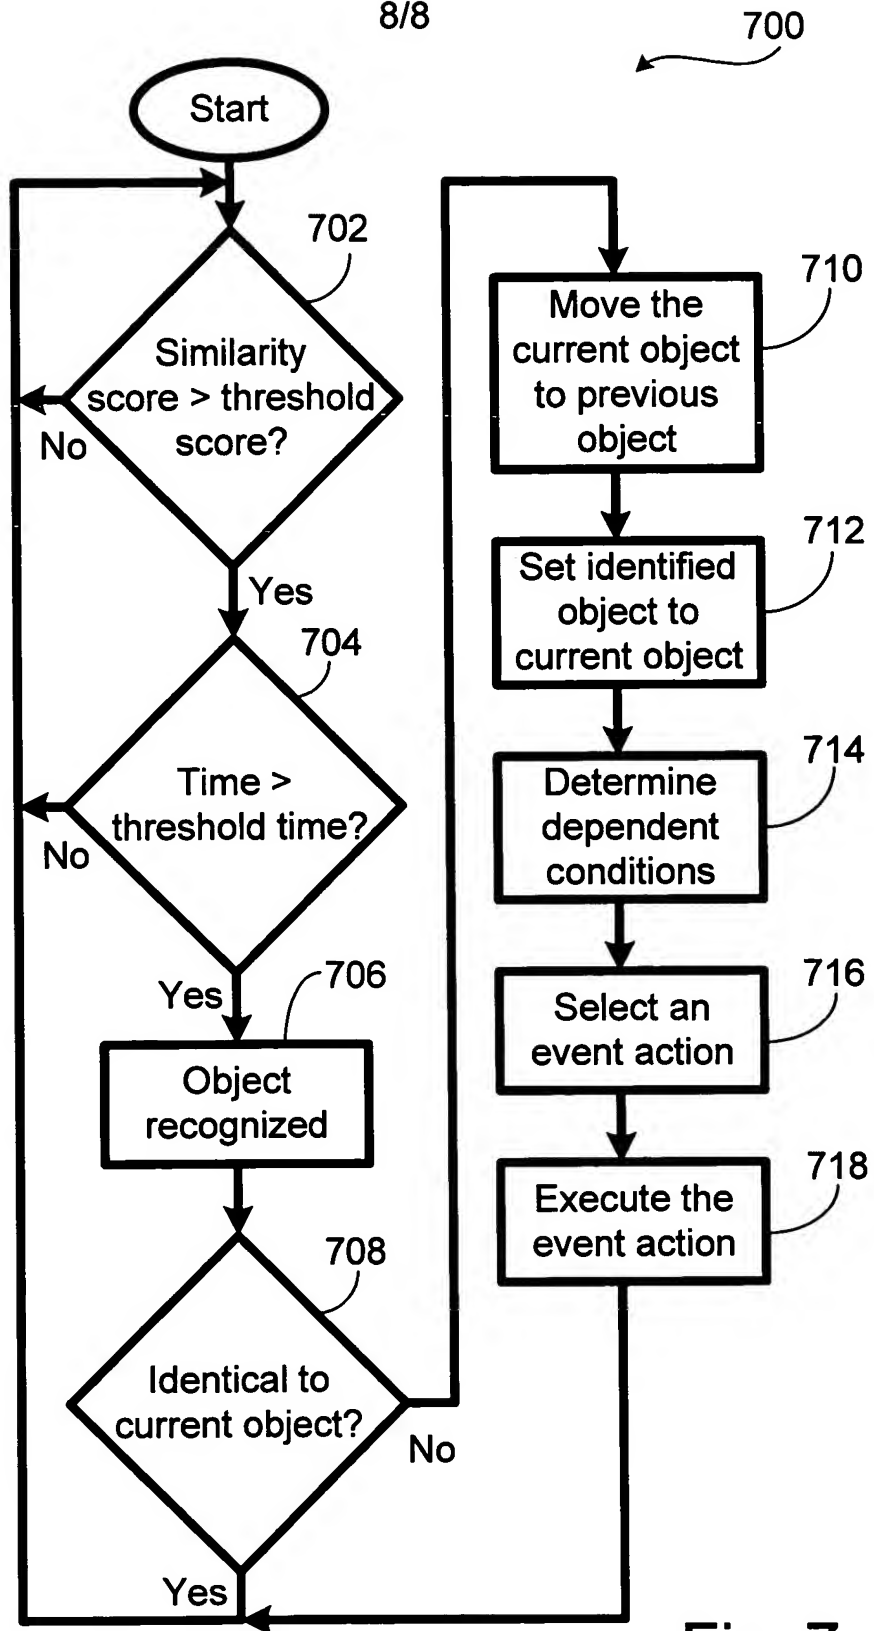 8/8
700
Start
702
Similarity
score > threshold
score?
No
Yes
704
Time >
threshold time?
No
Yes
706
Object
recognized
708
Identical to
current object?
No
Yes
710
Move the
current object
to previous
object
712
Set identified
object to
current object
714
Determine
dependent
conditions
716
Select an
event action
718
Execute the
event action